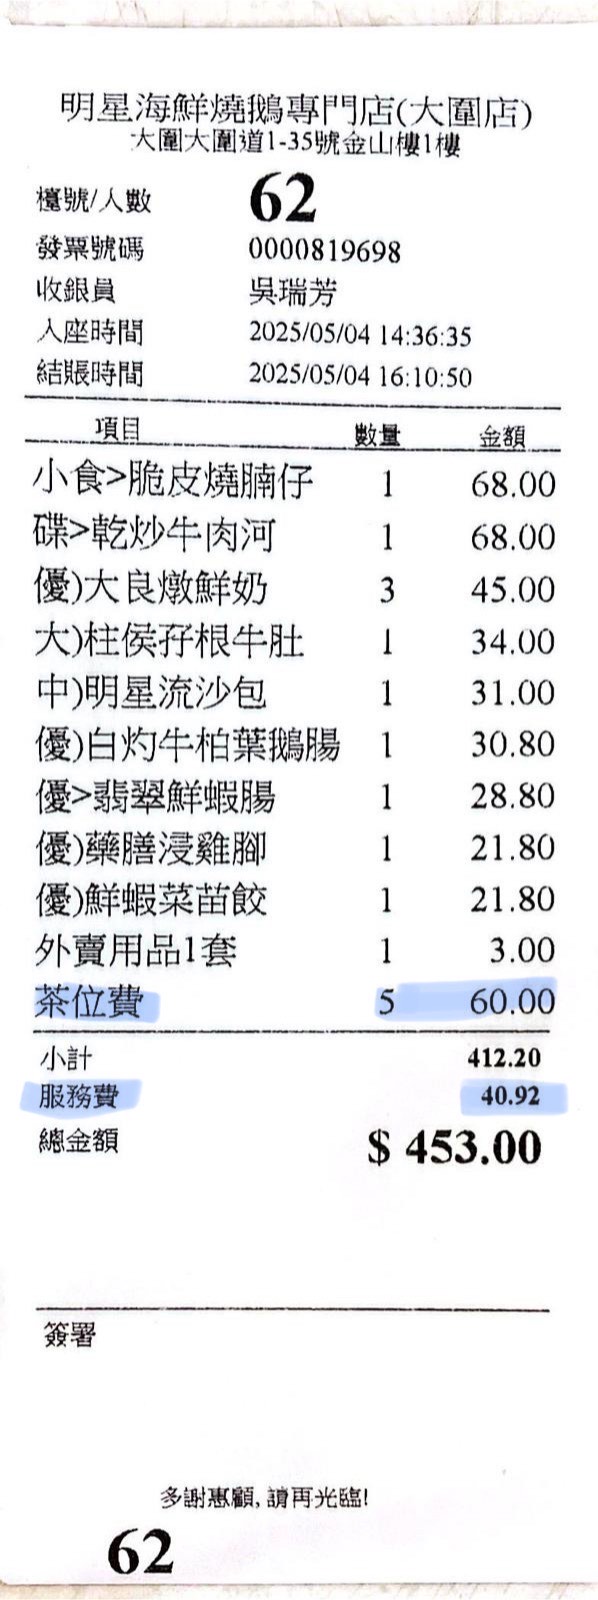 明星海鮮燒鵝專門店(大圍店)
大圍大圍道1-35號金山樓1樓
檯號/人數 62
發票號碼 0000819698
收銀員 吳瑞芳
入座時間 2025/05/04 14:36:35
結賬時間 2025/05/04 16:10:50
項目 數量 金額
小食>脆皮燒腩仔 1 68.00
碟>乾炒牛肉河 1 68.00
優)大良燉鮮奶 3 45.00
大)柱侯孖根牛肚 1 34.00
中)明星流沙包 1 31.00
優)白灼牛柏葉鵝腸 1 30.80
優>翡翠鮮蝦腸 1 28.80
優)藥膳浸雞腳 1 21.80
優)鮮蝦菜苗餃 1 21.80
外賣用品1套 1 3.00
茶位費 5 60.00
小計 412.20
服務費 40.92
總金額 $ 453.00
簽署
多謝惠顧, 請再光臨!
62